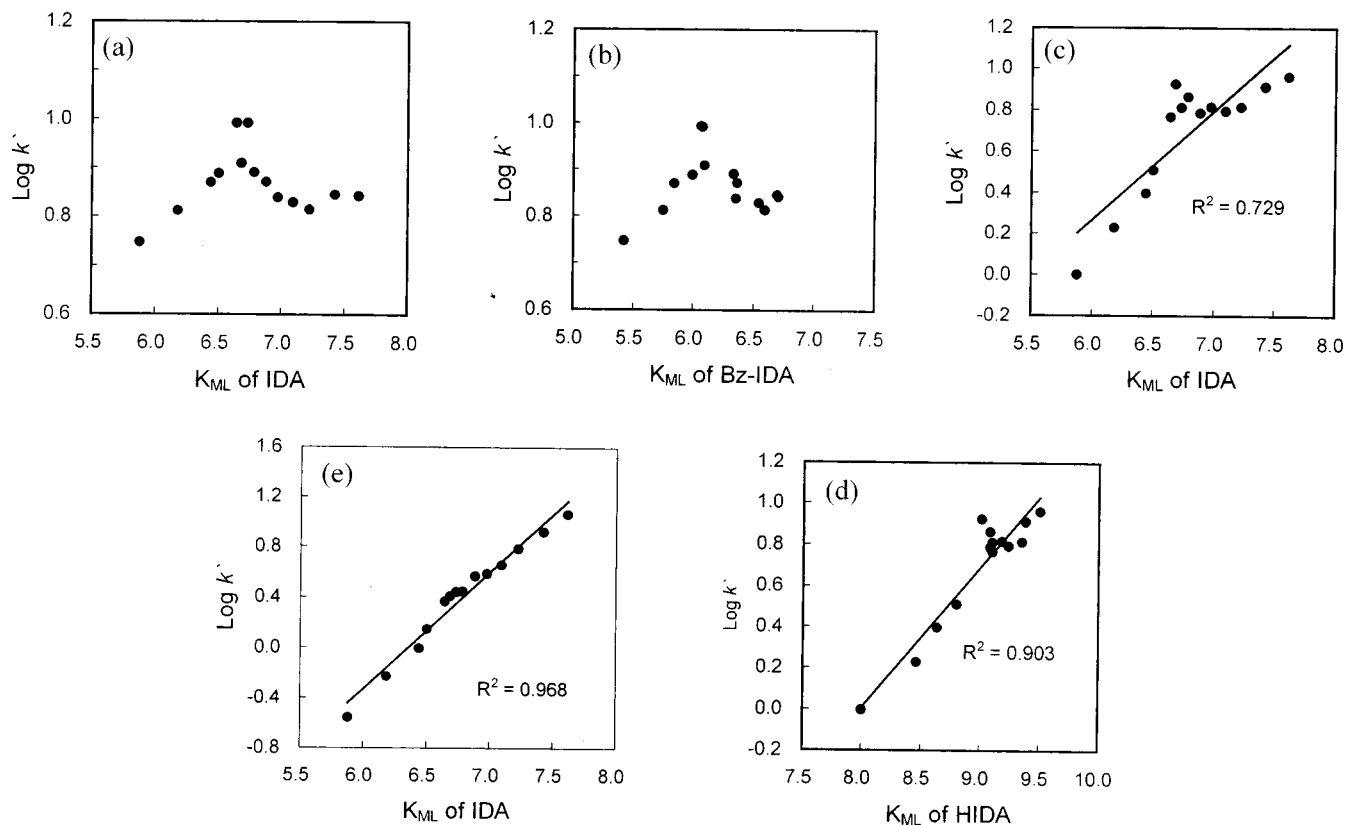 (a)
1.2
1.0
0.8
0.6
Log k`
5.5 6.0 6.5 7.0 7.5 8.0
K_ML of IDA
(b)
1.2
1.0
0.8
0.6
Log k`
5.0 5.5 6.0 6.5 7.0 7.5
K_ML of Bz-IDA
(c)
1.2
1.0
0.8
0.6
0.4
0.2
0.0
-0.2
Log k`
R² = 0.729
5.5 6.0 6.5 7.0 7.5 8.0
K_ML of IDA
(e)
1.6
1.2
0.8
0.4
0.0
-0.4
-0.8
Log k`
R² = 0.968
5.5 6.0 6.5 7.0 7.5 8.0
K_ML of IDA
(d)
1.2
1.0
0.8
0.6
0.4
0.2
0.0
-0.2
Log k`
R² = 0.903
7.5 8.0 8.5 9.0 9.5 10.0
K_ML of HIDA